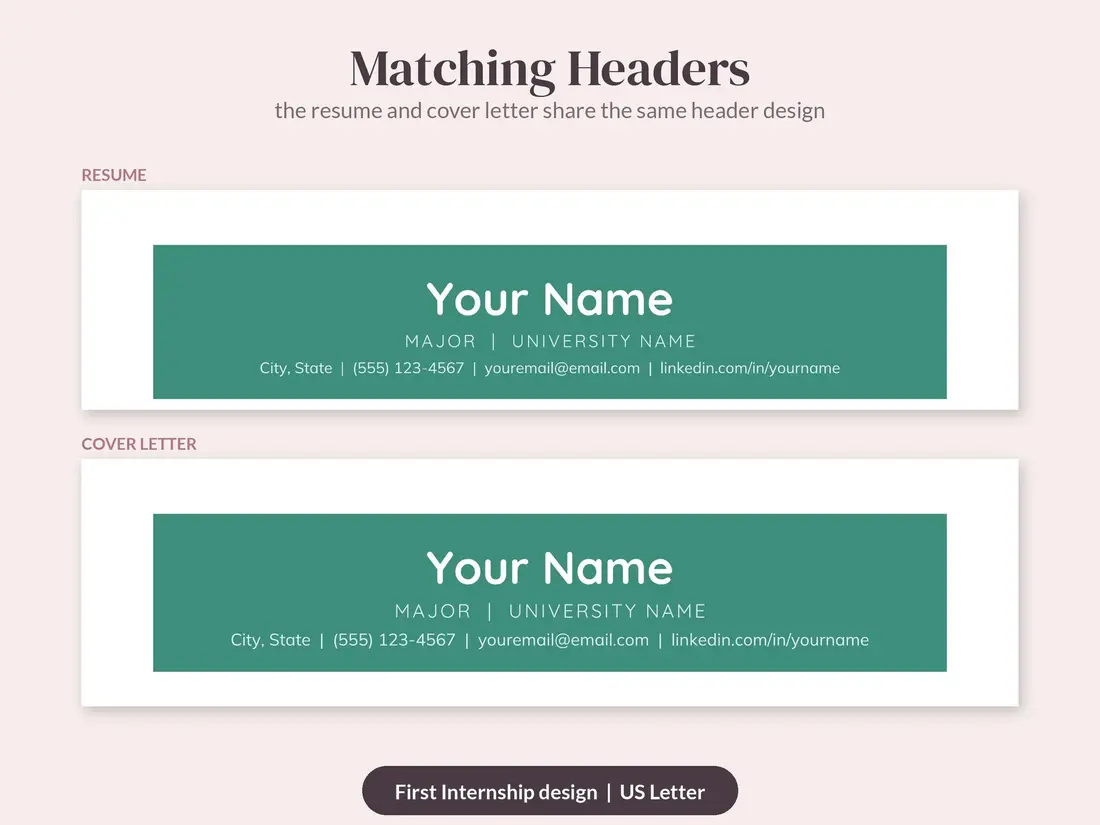 Matching Headers
the resume and cover letter share the same header design
RESUME
Your Name
MAJOR | UNIVERSITY NAME
City, State | (555) 123-4567 | youremail@email.com | linkedin.com/in/yourname
COVER LETTER
Your Name
MAJOR | UNIVERSITY NAME
City, State | (555) 123-4567 | youremail@email.com | linkedin.com/in/yourname
First Internship design | US Letter